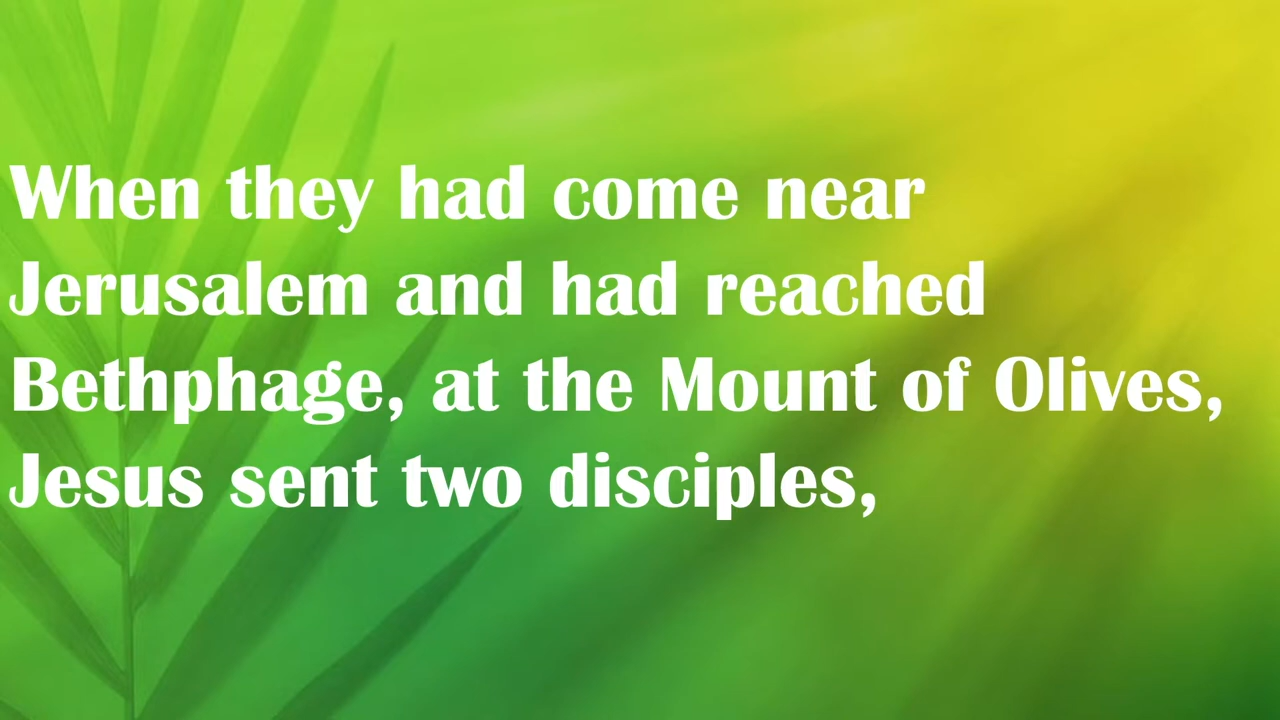 When they had come near
Jerusalem and had reached
Bethphage, at the Mount of Olives,
Jesus sent two disciples,